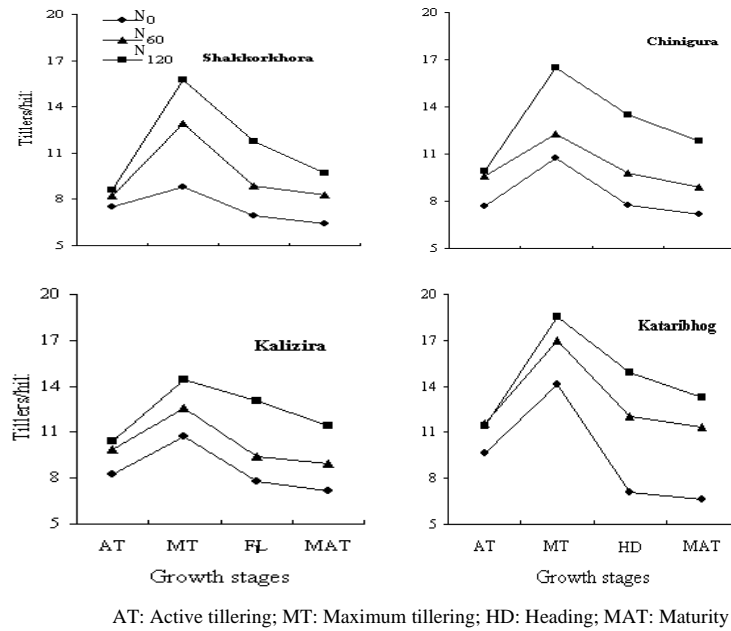 20
17
14
11
8
5
Tillers/hil
N0
N60
N120
Shakkorkhora
20
17
14
11
8
5
Chinigura
20
17
14
11
8
5
Tillers/hil
Kalizira
AT MT FL MAT
Growth stages
20
17
14
11
8
5
Kataribhog
AT MT HD MAT
Growth stages
AT: Active tillering; MT: Maximum tillering; HD: Heading; MAT: Maturity